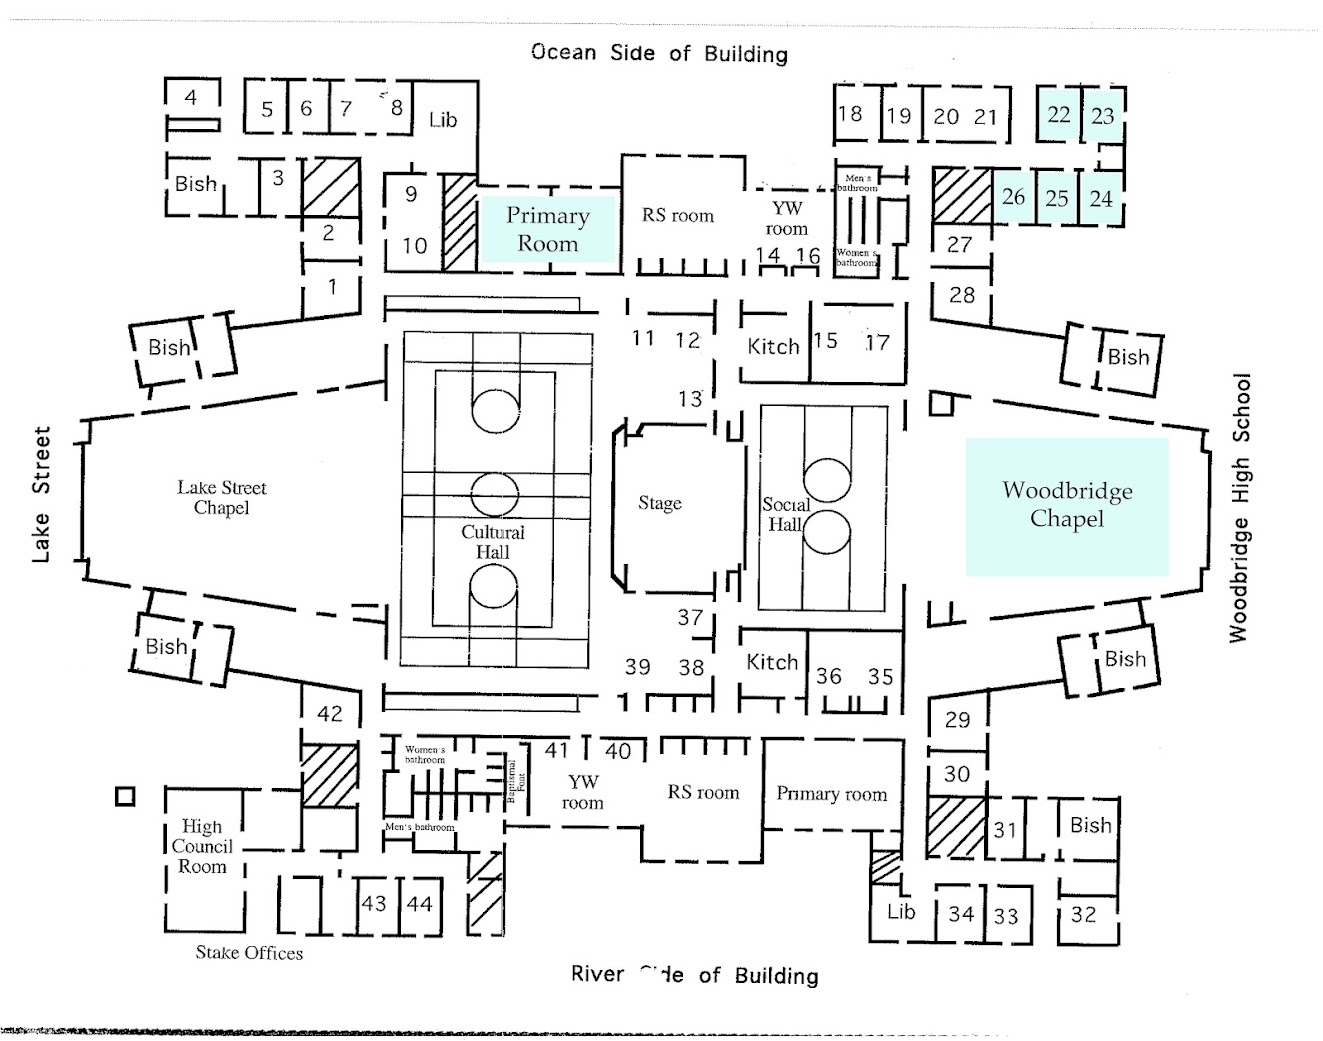 Ocean Side of Building
4
5 6 7 8 Lib
18 19 20 21 22 23
Bish 3
9
Men's
bathroom
26 25 24
Primary
Room
RS room
YW
room
2
10
14 16
Women's
bathroom
27
1
28
Bish
11 12
Kitch
15 17
Bish
13
Lake Street
Lake Street
Chapel
Cultural
Hall
Stage
Social
Hall
Woodbridge
Chapel
Woodbridge High School
Bish
37
39 38
Kitch
36 35
Bish
42
29
Women's
bathroom
Baptismal
Font
41 40
YW
room
RS room
Primary room
30
High
Council
Room
Men's bathroom
31 Bish
43 44
Lib 34 33 32
Stake Offices
River of Building